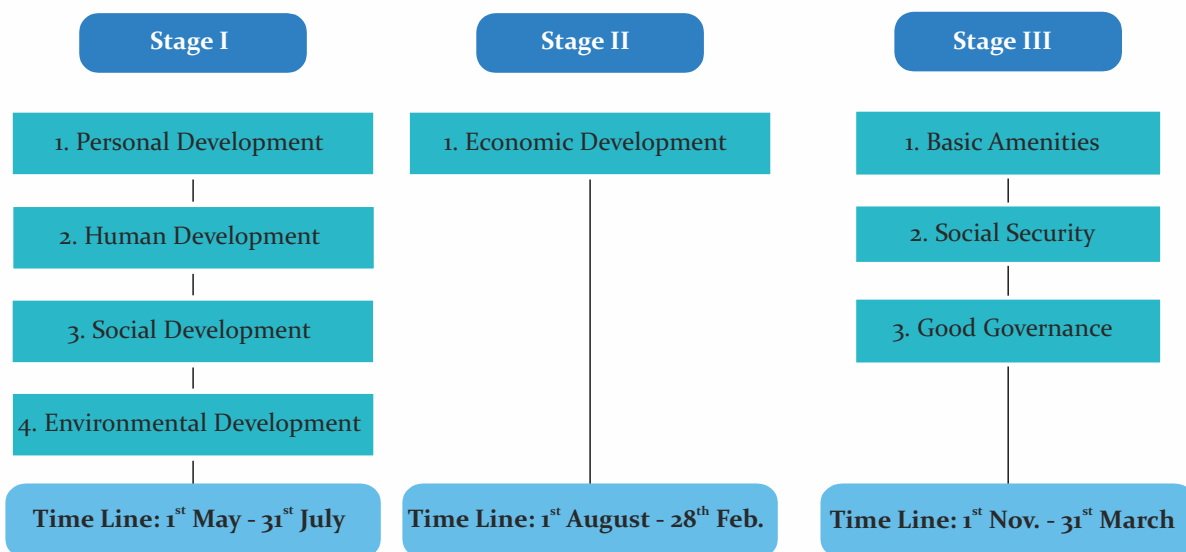 Stage I
1. Personal Development
2. Human Development
3. Social Development
4. Environmental Development
Time Line: 1st May - 31st July
Stage II
1. Economic Development
Time Line: 1st August - 28th Feb.
Stage III
1. Basic Amenities
2. Social Security
3. Good Governance
Time Line: 1st Nov. - 31st March